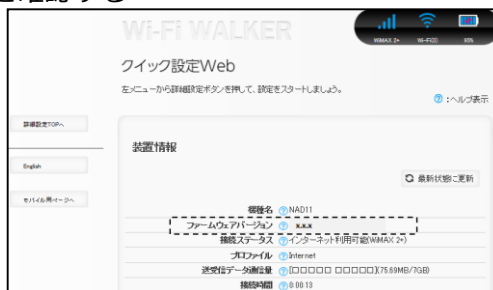 を確認する
Wi-Fi WALKER
WiMAX 2+ Wi-Fi 93%
クイック設定Web
左メニューから詳細設定ボタンを押して、設定をスタートしましょう。
?:ヘルプ表示
詳細設定TOPへ
装置情報
English
最新状態に更新
モバイル用ページへ
機種名 ?NAD11
ファームウェアバージョン ? x.x.x
接続ステータス ?インターネット利用可能(WiMAX 2+)
プロファイル ?Internet
送受信データ通信量 ?[□□□□□ □□□□□](75.69MB/7GB)
接続時間 ?0:00:13